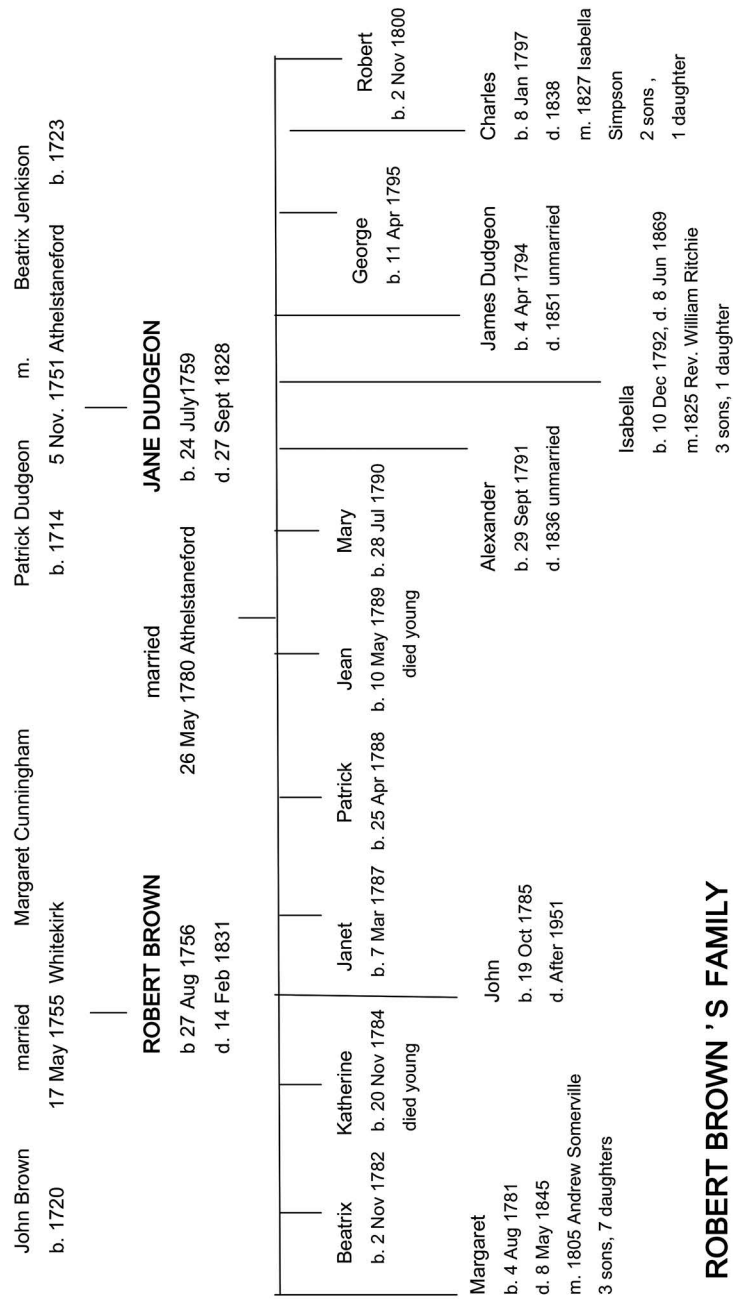 John Brown married Margaret Cunningham Patrick Dudgeon m. Beatrix Jenkison
b. 1720 17 May 1755 Whitekirk b. 1714 5 Nov. 1751 Athelstaneford b. 1723
ROBERT BROWN married JANE DUDGEON
b 27 Aug 1756 26 May 1780 Athelstaneford b. 24 July1759
d. 14 Feb 1831 d. 27 Sept 1828
Beatrix
b. 2 Nov 1782
Katherine
b. 20 Nov 1784
died young
Janet
b. 7 Mar 1787
Patrick
b. 25 Apr 1788
Jean
b. 10 May 1789
died young
Mary
b. 28 Jul 1790
George
b. 11 Apr 1795
Robert
b. 2 Nov 1800
Margaret
b. 4 Aug 1781
d. 8 May 1845
m. 1805 Andrew Somerville
3 sons, 7 daughters
John
b. 19 Oct 1785
d. After 1951
Alexander
b. 29 Sept 1791
d. 1836 unmarried
James Dudgeon
b. 4 Apr 1794
d. 1851 unmarried
Charles
b. 8 Jan 1797
d. 1838
m. 1827 Isabella
Simpson
2 sons ,
1 daughter
Isabella
b. 10 Dec 1792, d. 8 Jun 1869
m.1825 Rev. William Ritchie
3 sons, 1 daughter
ROBERT BROWN ' S FAMILY